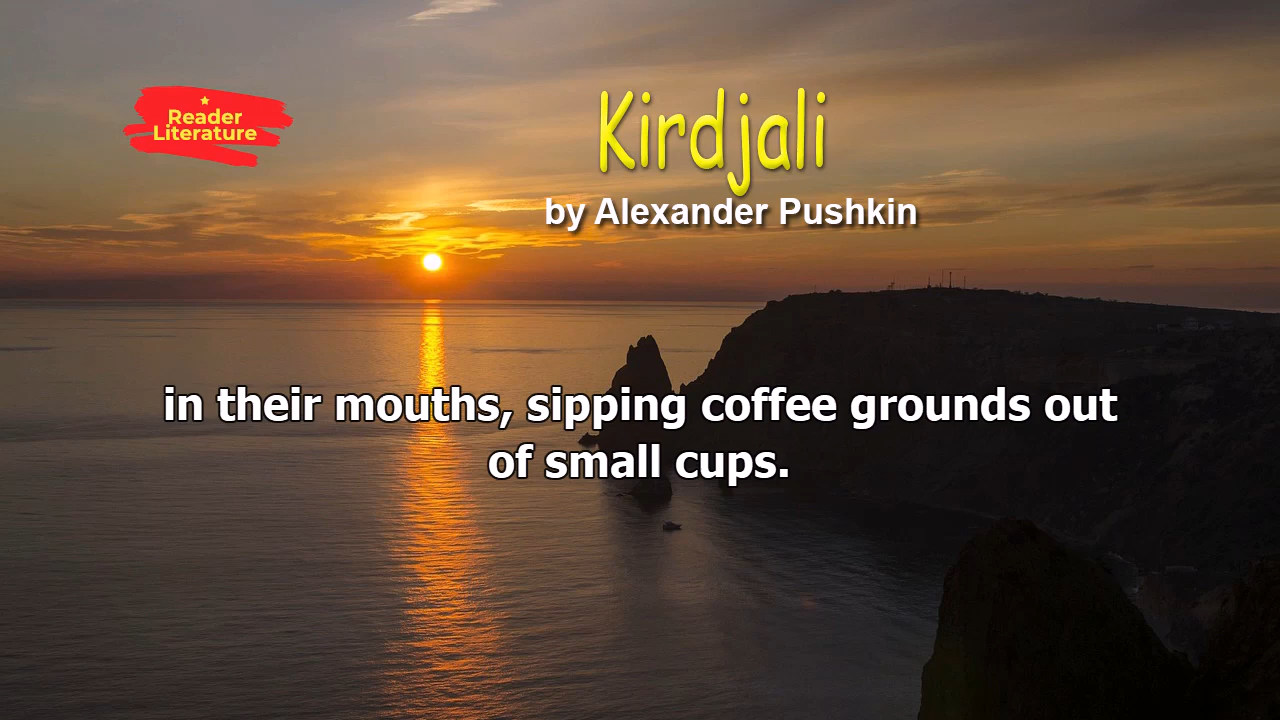 Reader
Literature
Kirdjali
by Alexander Pushkin
in their mouths, sipping coffee grounds out
of small cups.